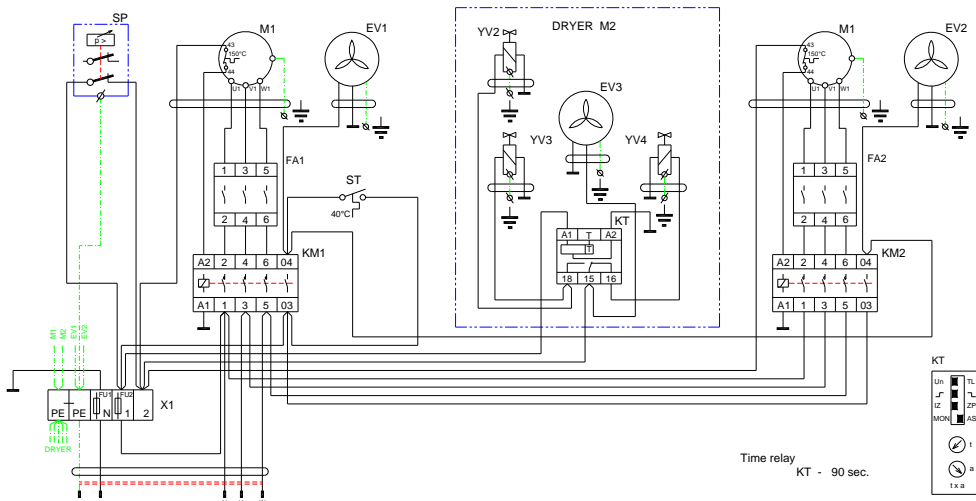 SP
p >
M1
43
150°C
44
U1 V1 W1
EV1
DRYER M2
YV2
EV3
YV3
YV4
M1
43
150°C
44
U1 V1 W1
EV2
FA1
1 3 5
2 4 6
ST
40°C
KT
A1 T A2
T
18 15 16
FA2
1 3 5
2 4 6
KM1
A2 2 4 6 04
A1 1 3 5 03
KM2
A2 2 4 6 04
A1 1 3 5 03
M1
M2
EV1
EV2
FU1
FU2
PE PE N 1 2
X1
DRYER
Time relay
KT - 90 sec.
KT
Un TL
IZ ZP
MON AS
t
a
t x a